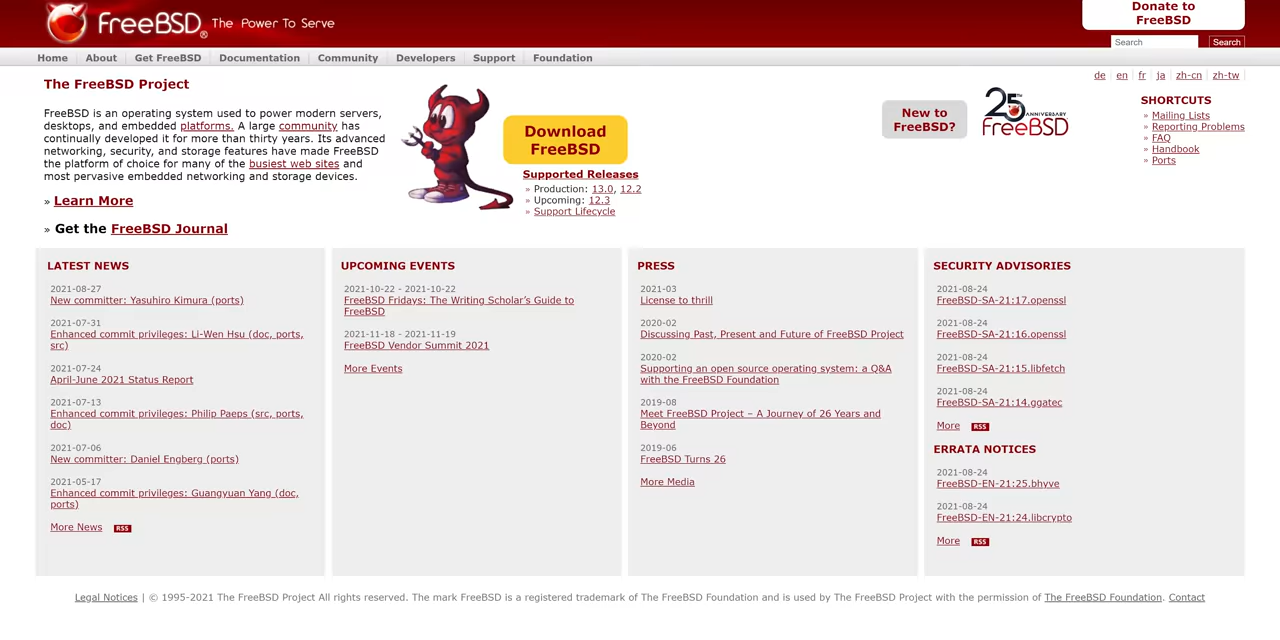 FreeBSD® The Power To Serve
Donate to
FreeBSD
Search
Search
Home
About
Get FreeBSD
Documentation
Community
Developers
Support
Foundation
de
en
fr
ja
zh-cn
zh-tw
The FreeBSD Project
FreeBSD is an operating system used to power modern servers,
desktops, and embedded platforms. A large community has
continually developed it for more than thirty years. Its advanced
networking, security, and storage features have made FreeBSD
the platform of choice for many of the busiest web sites and
most pervasive embedded networking and storage devices.
» Learn More
» Get the FreeBSD Journal
Download
FreeBSD
Supported Releases
» Production: 13.0, 12.2
» Upcoming: 12.3
» Support Lifecycle
New to
FreeBSD?
25TH
ANNIVERSARY
FreeBSD
SHORTCUTS
» Mailing Lists
» Reporting Problems
» FAQ
» Handbook
» Ports
LATEST NEWS
2021-08-27
New committer: Yasuhiro Kimura (ports)
2021-07-31
Enhanced commit privileges: Li-Wen Hsu (doc, ports,
src)
2021-07-24
April-June 2021 Status Report
2021-07-13
Enhanced commit privileges: Philip Paeps (src, ports,
doc)
2021-07-06
New committer: Daniel Engberg (ports)
2021-05-17
Enhanced commit privileges: Guangyuan Yang (doc,
ports)
More News RSS
UPCOMING EVENTS
2021-10-22 - 2021-10-22
FreeBSD Fridays: The Writing Scholar’s Guide to
FreeBSD
2021-11-18 - 2021-11-19
FreeBSD Vendor Summit 2021
More Events
PRESS
2021-03
License to thrill
2020-02
Discussing Past, Present and Future of FreeBSD Project
2020-02
Supporting an open source operating system: a Q&A
with the FreeBSD Foundation
2019-08
Meet FreeBSD Project – A Journey of 26 Years and
Beyond
2019-06
FreeBSD Turns 26
More Media
SECURITY ADVISORIES
2021-08-24
FreeBSD-SA-21:17.openssl
2021-08-24
FreeBSD-SA-21:16.openssl
2021-08-24
FreeBSD-SA-21:15.libfetch
2021-08-24
FreeBSD-SA-21:14.ggatec
More RSS
ERRATA NOTICES
2021-08-24
FreeBSD-EN-21:25.bhyve
2021-08-24
FreeBSD-EN-21:24.libcrypto
More RSS
Legal Notices | © 1995-2021 The FreeBSD Project All rights reserved. The mark FreeBSD is a registered trademark of The FreeBSD Foundation and is used by The FreeBSD Project with the permission of The FreeBSD Foundation. Contact